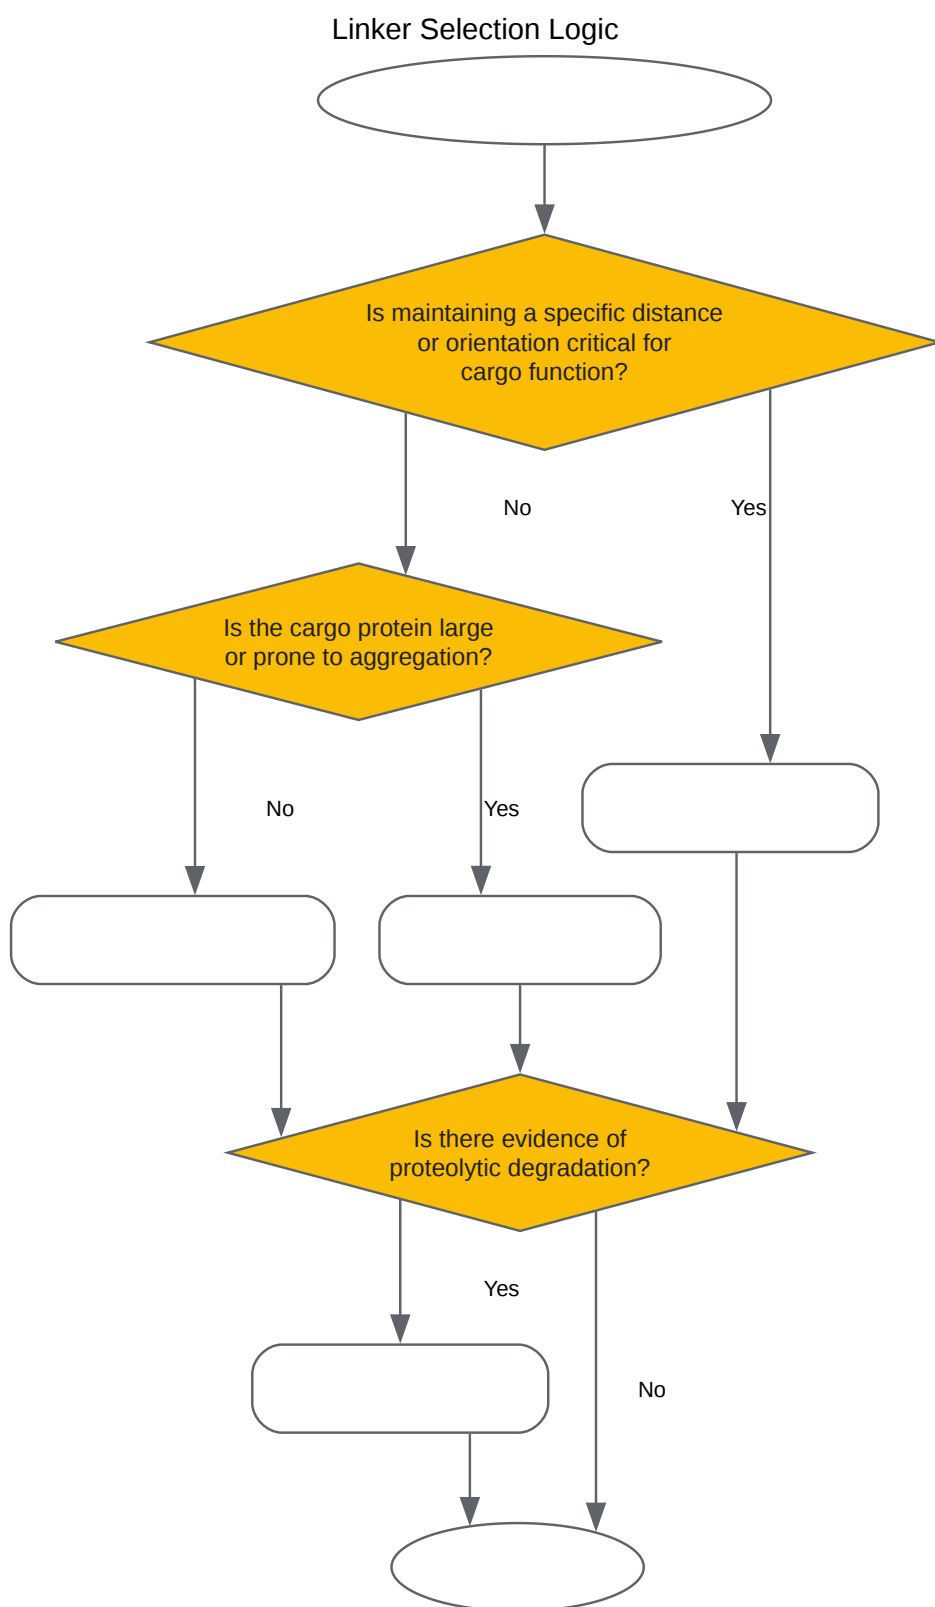 Linker Selection Logic
Is maintaining a specific distance
or orientation critical for
cargo function?
No
Yes
Is the cargo protein large
or prone to aggregation?
No
Yes
Is there evidence of
proteolytic degradation?
Yes
No